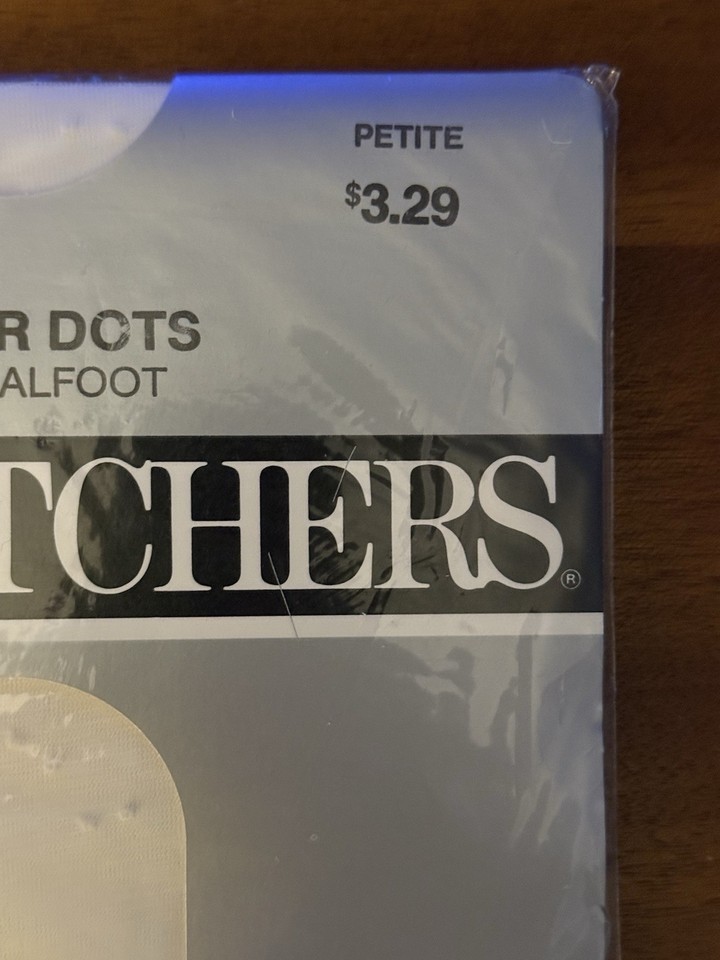 PETITE
$3.29
R DOTS
ALFOOT
TCHERS®